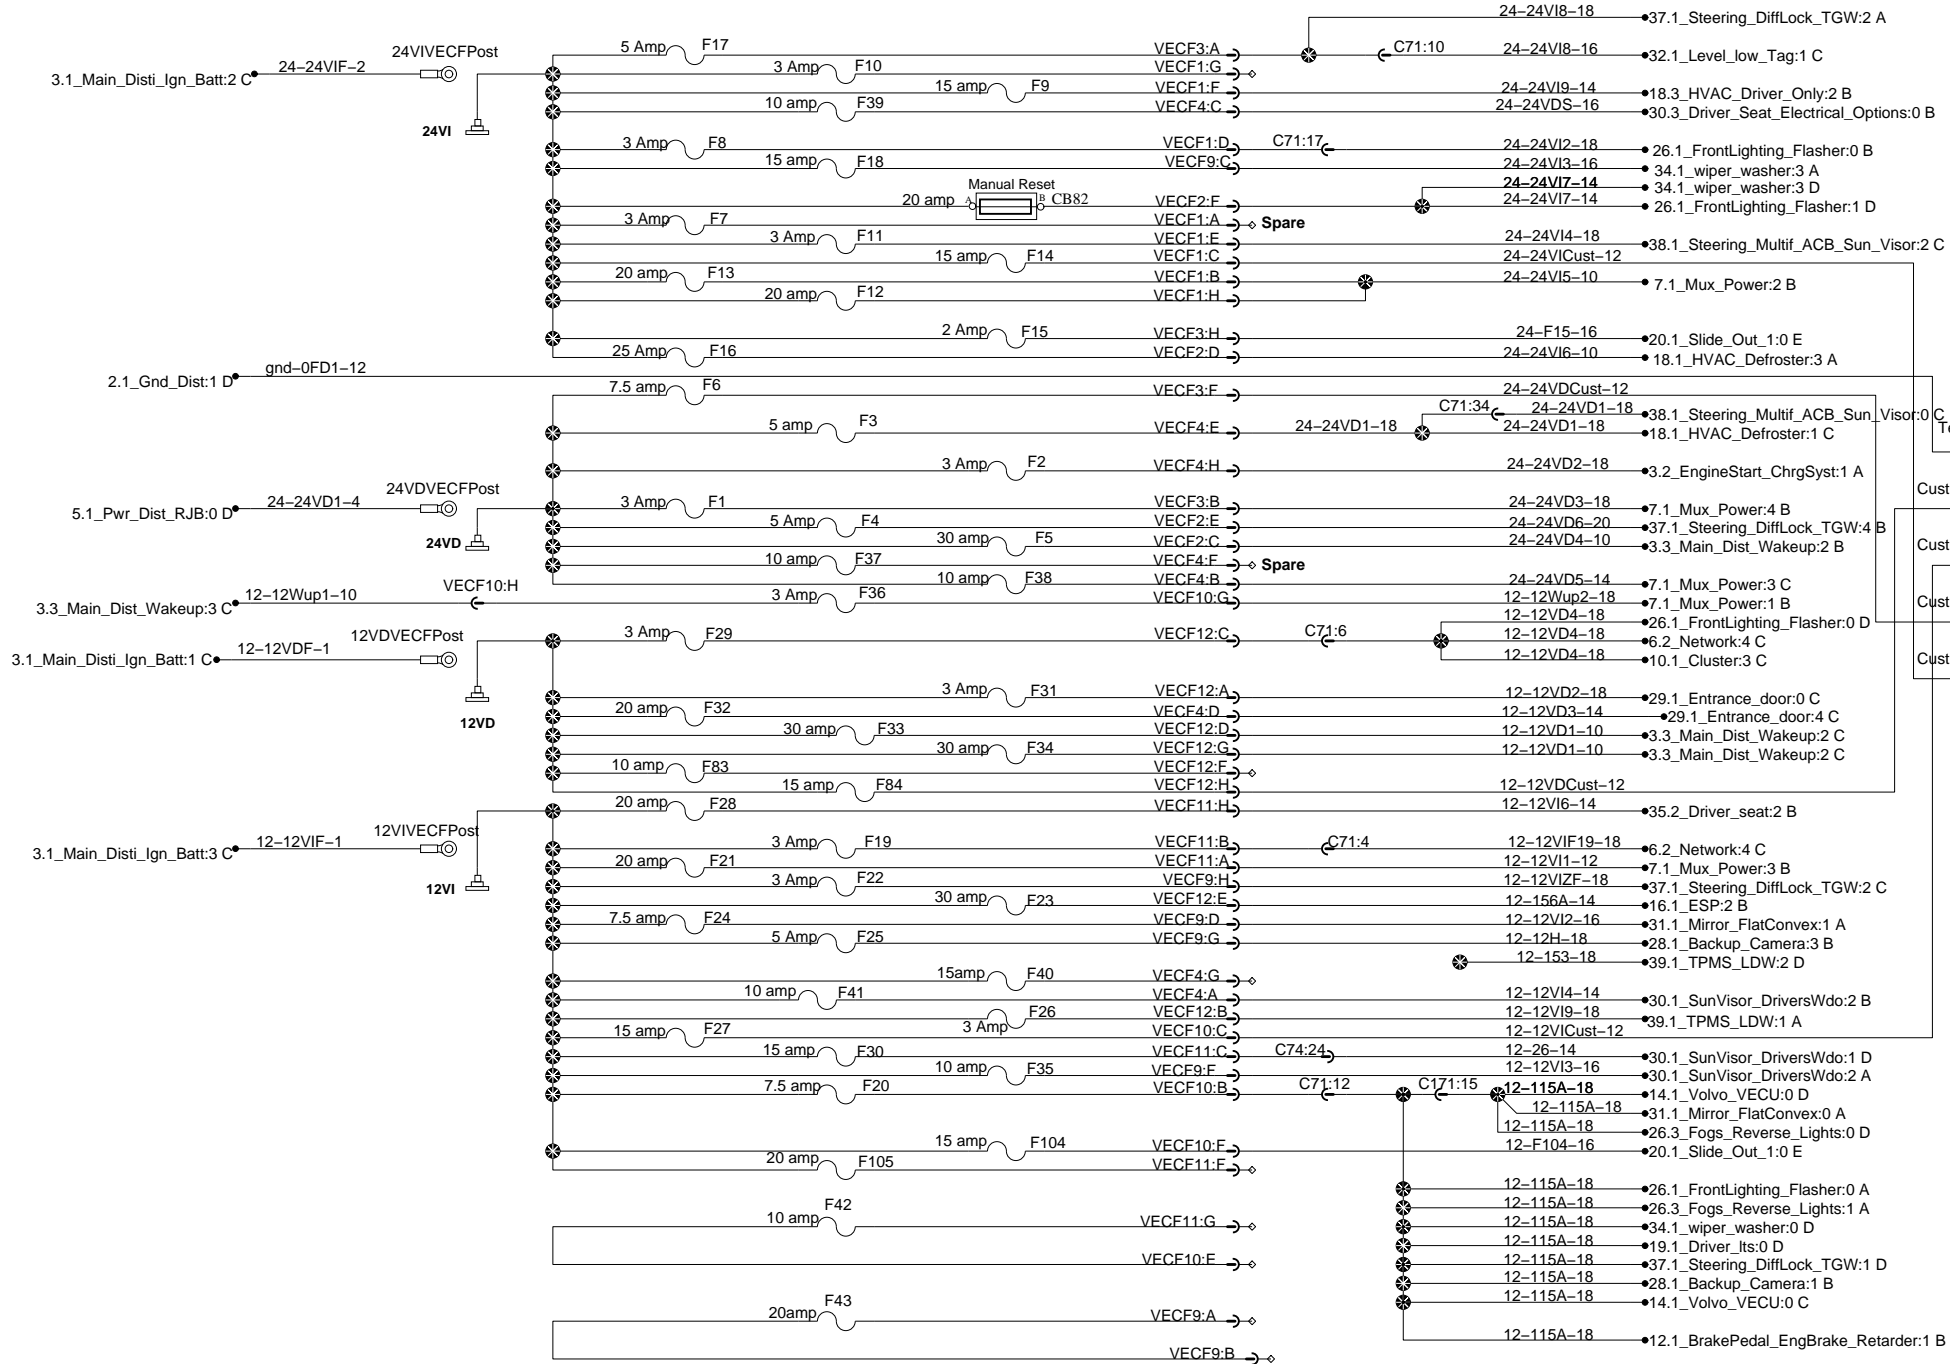 24-24VI8-18 37.1_Steering_DiffLock_TGW:2 A
5 Amp F17 VECF3:A C71:10 24-24VI8-16 32.1_Level_low_Tag:1 C
3.1_Main_Disti_Ign_Batt:2 C 24-24VIF-2 24VIVECFPost
3 Amp F10 VECF1:G
15 amp F9 VECF1:F 24-24VI9-14 18.3_HVAC_Driver_Only:2 B
10 amp F39 VECF4:C 24-24VDS-16 30.3_Driver_Seat_Electrical_Options:0 B
24VI
3 Amp F8 VECF1:D C71:17 24-24VI2-18 26.1_FrontLighting_Flasher:0 B
15 amp F18 VECF9:C 24-24VI3-16 34.1_wiper_washer:3 A
Manual Reset 24-24VI7-14 34.1_wiper_washer:3 D
20 amp A B CB82 VECF2:F 24-24VI7-14 26.1_FrontLighting_Flasher:1 D
3 Amp F7 VECF1:A Spare
3 Amp F11 VECF1:E 24-24VI4-18 38.1_Steering_Multif_ACB_Sun_Visor:2 C
15 amp F14 VECF1:C 24-24VICust-12
20 amp F13 VECF1:B 24-24VI5-10 7.1_Mux_Power:2 B
20 amp F12 VECF1:H
2 Amp F15 VECF3:H 24-F15-16 20.1_Slide_Out_1:0 E
25 Amp F16 VECF2:D 24-24VI6-10 18.1_HVAC_Defroster:3 A
2.1_Gnd_Dist:1 D gnd-0FD1-12
7.5 amp F6 VECF3:F 24-24VDCust-12
C71:34 24-24VD1-18 38.1_Steering_Multif_ACB_Sun_Visor:0 C
5 amp F3 VECF4:E 24-24VD1-18 24-24VD1-18 18.1_HVAC_Defroster:1 C
3 Amp F2 VECF4:H 24-24VD2-18 3.2_EngineStart_ChrgSyst:1 A
Cust
5.1_Pwr_Dist_RJB:0 D 24-24VD1-4 24VDVECFPost
3 Amp F1 VECF3:B 24-24VD3-18 7.1_Mux_Power:4 B
5 Amp F4 VECF2:E 24-24VD6-20 37.1_Steering_DiffLock_TGW:4 B
24VD 30 amp F5 VECF2:C 24-24VD4-10 3.3_Main_Dist_Wakeup:2 B
Cust
10 amp F37 VECF4:F Spare
10 amp F38 VECF4:B 24-24VD5-14 7.1_Mux_Power:3 C
3.3_Main_Dist_Wakeup:3 C 12-12Wup1-10 VECF10:H 3 Amp F36 VECF10:G 12-12Wup2-18 7.1_Mux_Power:1 B
Cust
12-12VD4-18 26.1_FrontLighting_Flasher:0 D
3 Amp F29 VECF12:C C71:6 12-12VD4-18 6.2_Network:4 C
3.1_Main_Disti_Ign_Batt:1 C 12-12VDF-1 12VDVECFPost 12-12VD4-18 10.1_Cluster:3 C
Cust
3 Amp F31 VECF12:A 12-12VD2-18 29.1_Entrance_door:0 C
12VD 20 amp F32 VECF4:D 12-12VD3-14 29.1_Entrance_door:4 C
30 amp F33 VECF12:D 12-12VD1-10 3.3_Main_Dist_Wakeup:2 C
30 amp F34 VECF12:G 12-12VD1-10 3.3_Main_Dist_Wakeup:2 C
10 amp F83 VECF12:F
15 amp F84 VECF12:H 12-12VDCust-12
20 amp F28 VECF11:H 12-12VI6-14 35.2_Driver_seat:2 B
3.1_Main_Disti_Ign_Batt:3 C 12-12VIF-1 12VIVECFPost
3 Amp F19 VECF11:B C71:4 12-12VIF19-18 6.2_Network:4 C
20 amp F21 VECF11:A 12-12VI1-12 7.1_Mux_Power:3 B
12VI 3 Amp F22 VECF9:H 12-12VIZF-18 37.1_Steering_DiffLock_TGW:2 C
30 amp F23 VECF12:E 12-156A-14 16.1_ESP:2 B
7.5 amp F24 VECF9:D 12-12VI2-16 31.1_Mirror_FlatConvex:1 A
5 Amp F25 VECF9:G 12-12H-18 28.1_Backup_Camera:3 B
12-153-18 39.1_TPMS_LDW:2 D
15amp F40 VECF4:G
10 amp F41 VECF4:A 12-12VI4-14 30.1_SunVisor_DriversWdo:2 B
3 Amp F26 VECF12:B 12-12VI9-18 39.1_TPMS_LDW:1 A
15 amp F27 VECF10:C 12-12VICust-12
15 amp F30 VECF11:C C74:24 12-26-14 30.1_SunVisor_DriversWdo:1 D
10 amp F35 VECF9:F 12-12VI3-16 30.1_SunVisor_DriversWdo:2 A
7.5 amp F20 VECF10:B C71:12 C171:15 12-115A-18 14.1_Volvo_VECU:0 D
12-115A-18 31.1_Mirror_FlatConvex:0 A
12-115A-18 26.3_Fogs_Reverse_Lights:0 D
15 amp F104 VECF10:F 12-F104-16 20.1_Slide_Out_1:0 E
20 amp F105 VECF11:F
12-115A-18 26.1_FrontLighting_Flasher:0 A
12-115A-18 26.3_Fogs_Reverse_Lights:1 A
10 amp F42 VECF11:G 12-115A-18 34.1_wiper_washer:0 D
12-115A-18 19.1_Driver_lts:0 D
VECF10:E 12-115A-18 37.1_Steering_DiffLock_TGW:1 D
12-115A-18 28.1_Backup_Camera:1 B
12-115A-18 14.1_Volvo_VECU:0 C
20amp F43 VECF9:A
12-115A-18 12.1_BrakePedal_EngBrake_Retarder:1 B
VECF9:B